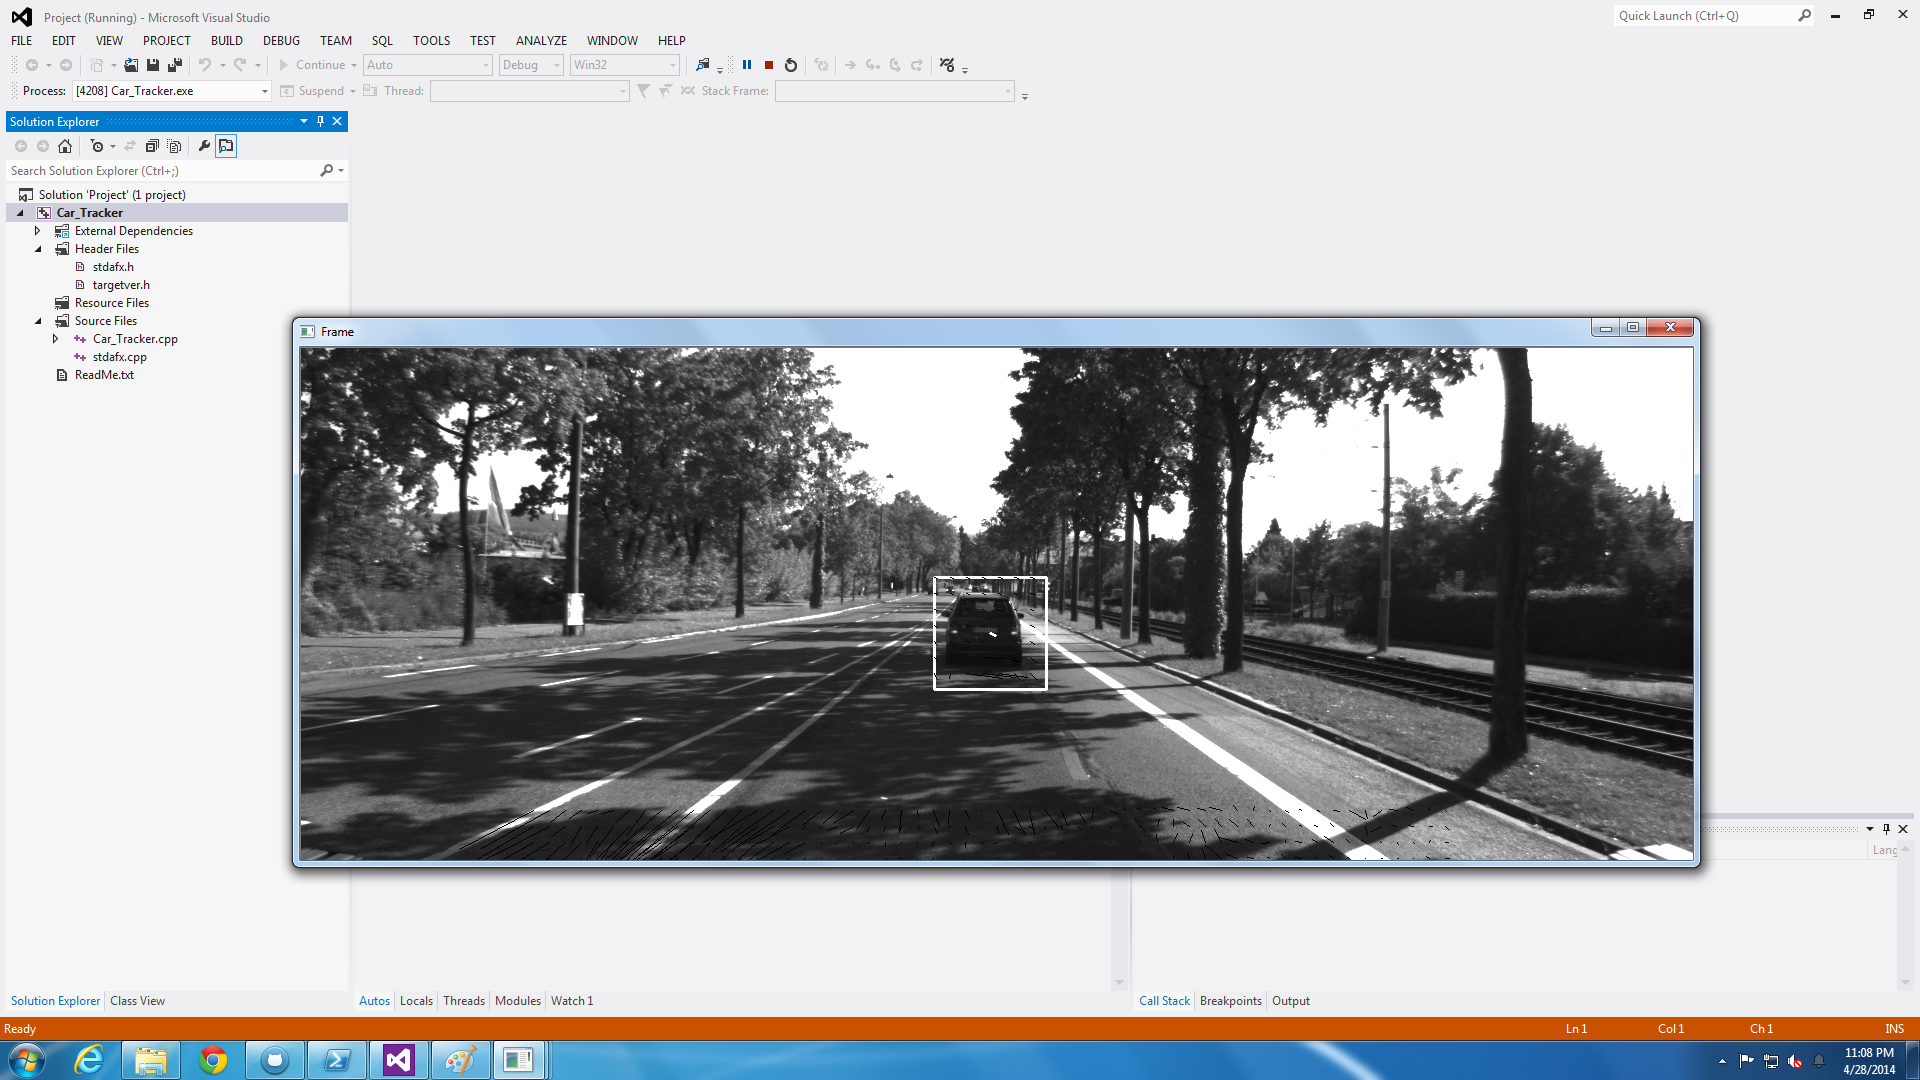 Project (Running) - Microsoft Visual Studio
Quick Launch (Ctrl+Q)
FILE EDIT VIEW PROJECT BUILD DEBUG TEAM SQL TOOLS TEST ANALYZE WINDOW HELP
Continue Auto Debug Win32
Process: [4208] Car_Tracker.exe Suspend Thread: Stack Frame:
Solution Explorer
Search Solution Explorer (Ctrl+;)
Solution 'Project' (1 project)
Car_Tracker
External Dependencies
Header Files
stdafx.h
targetver.h
Resource Files
Source Files
Car_Tracker.cpp
stdafx.cpp
ReadMe.txt
Frame
Lang
Solution Explorer Class View
Autos Locals Threads Modules Watch 1
Call Stack Breakpoints Output
Ready Ln 1 Col 1 Ch 1 INS
11:08 PM
4/28/2014